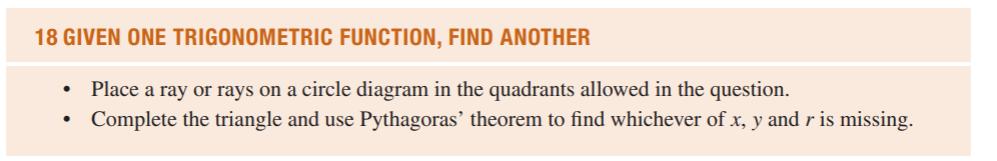 18 GIVEN ONE TRIGONOMETRIC FUNCTION, FIND ANOTHER
• Place a ray or rays on a circle diagram in the quadrants allowed in the question.
• Complete the triangle and use Pythagoras’ theorem to find whichever of x, y and r is missing.